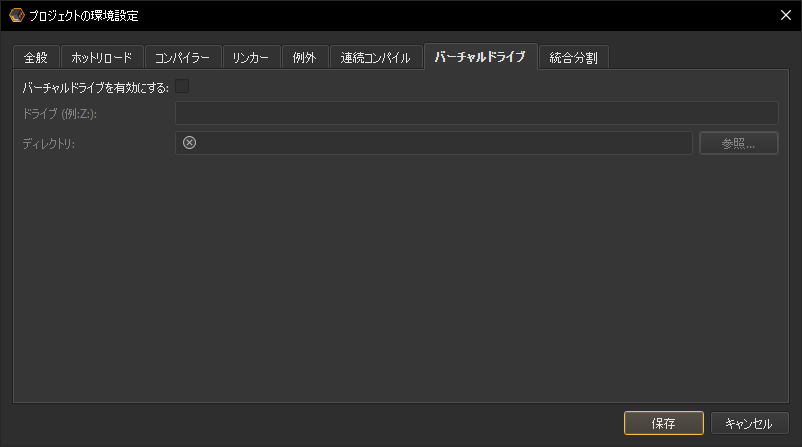 プロジェクトの環境設定
全般 ホットリロード コンパイラー リンカー 例外 連続コンパイル バーチャルドライブ 統合分割
バーチャルドライブを有効にする:
ドライブ (例:Z:):
ディレクトリ: 参照...
保存 キャンセル